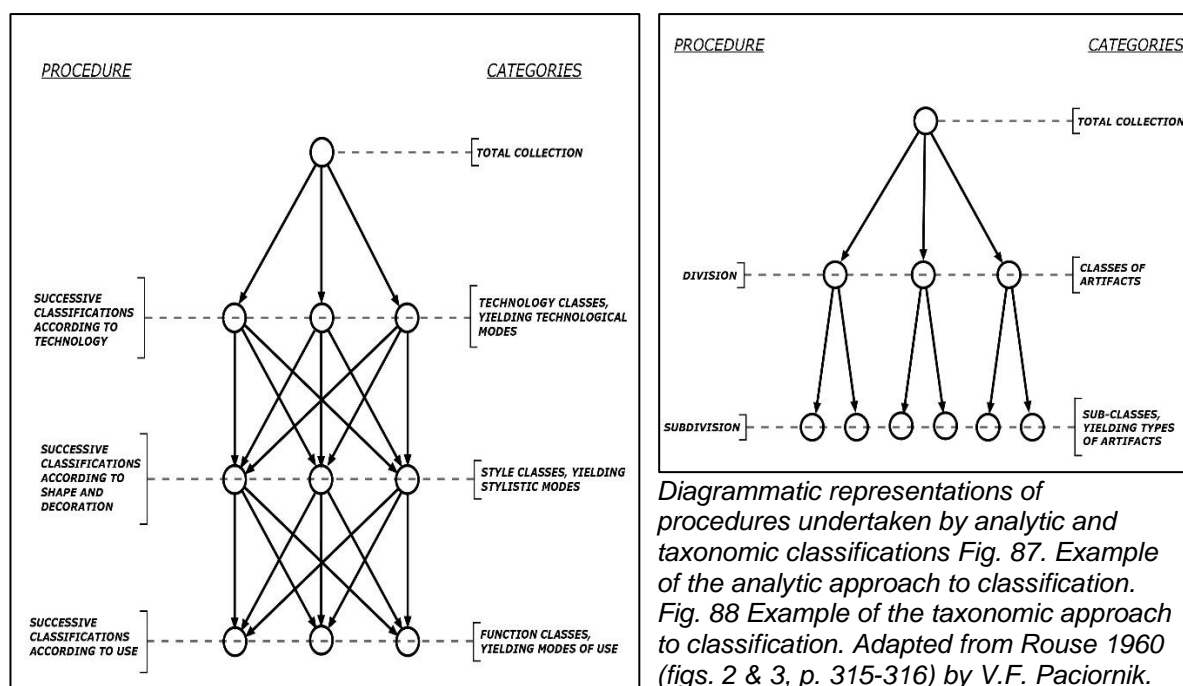 PROCEDURE
CATEGORIES
TOTAL COLLECTION
SUCCESSIVE
CLASSIFICATIONS
ACCORDING TO
TECHNOLOGY
TECHNOLOGY CLASSES,
YIELDING TECHNOLOGICAL
MODES
SUCCESSIVE
CLASSIFICATIONS
ACCORDING TO
SHAPE AND
DECORATION
STYLE CLASSES, YIELDING
STYLISTIC MODES
SUCCESSIVE
CLASSIFICATIONS
ACCORDING TO USE
FUNCTION CLASSES,
YIELDING MODES OF USE
PROCEDURE
CATEGORIES
TOTAL COLLECTION
DIVISION
CLASSES OF
ARTIFACTS
SUBDIVISION
SUB-CLASSES,
YIELDING TYPES
OF ARTIFACTS
Diagrammatic representations of
procedures undertaken by analytic and
taxonomic classifications Fig. 87. Example
of the analytic approach to classification.
Fig. 88 Example of the taxonomic approach
to classification. Adapted from Rouse 1960
(figs. 2 & 3, p. 315-316) by V.F. Paciornik.